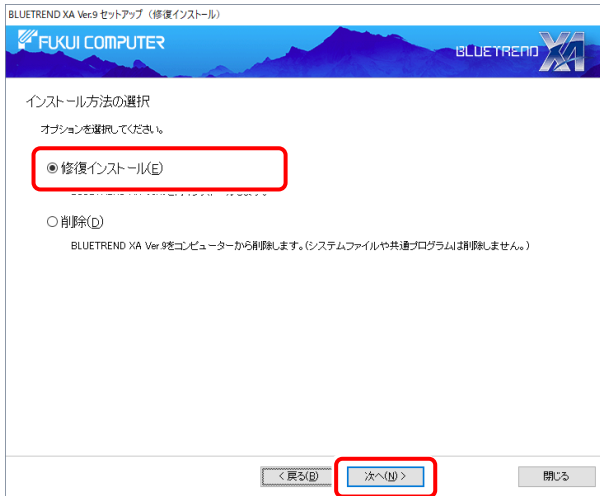 BLUETREND XA Ver.9 セットアップ（修復インストール）
FUKUI COMPUTER
BLUETREND XA
インストール方法の選択
オプションを選択してください。
修復インストール(E)
削除(D)
BLUETREND XA Ver.9をコンピューターから削除します。(システムファイルや共通プログラムは削除しません。)
< 戻る(B)
次へ(N) >
閉じる